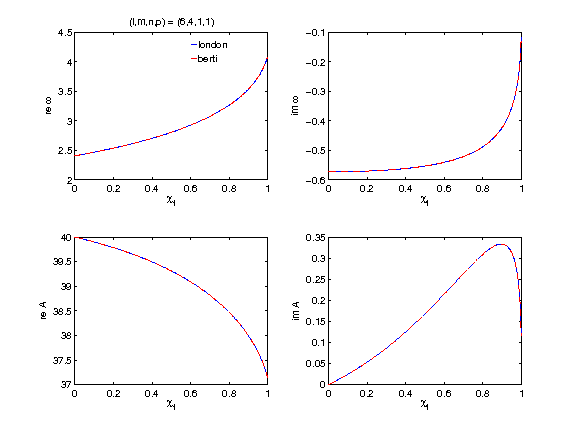 (l,m,n,p) = (6,4,1,1)
4.5
4
3.5
3
2.5
2
re ω
london
berti
0 0.2 0.4 0.6 0.8 1
χf
−0.1
−0.2
−0.3
−0.4
−0.5
−0.6
im ω
0 0.2 0.4 0.6 0.8 1
χf
40
39.5
39
38.5
38
37.5
37
re A
0 0.2 0.4 0.6 0.8 1
χf
0.35
0.3
0.25
0.2
0.15
0.1
0.05
0
im A
0 0.2 0.4 0.6 0.8 1
χf